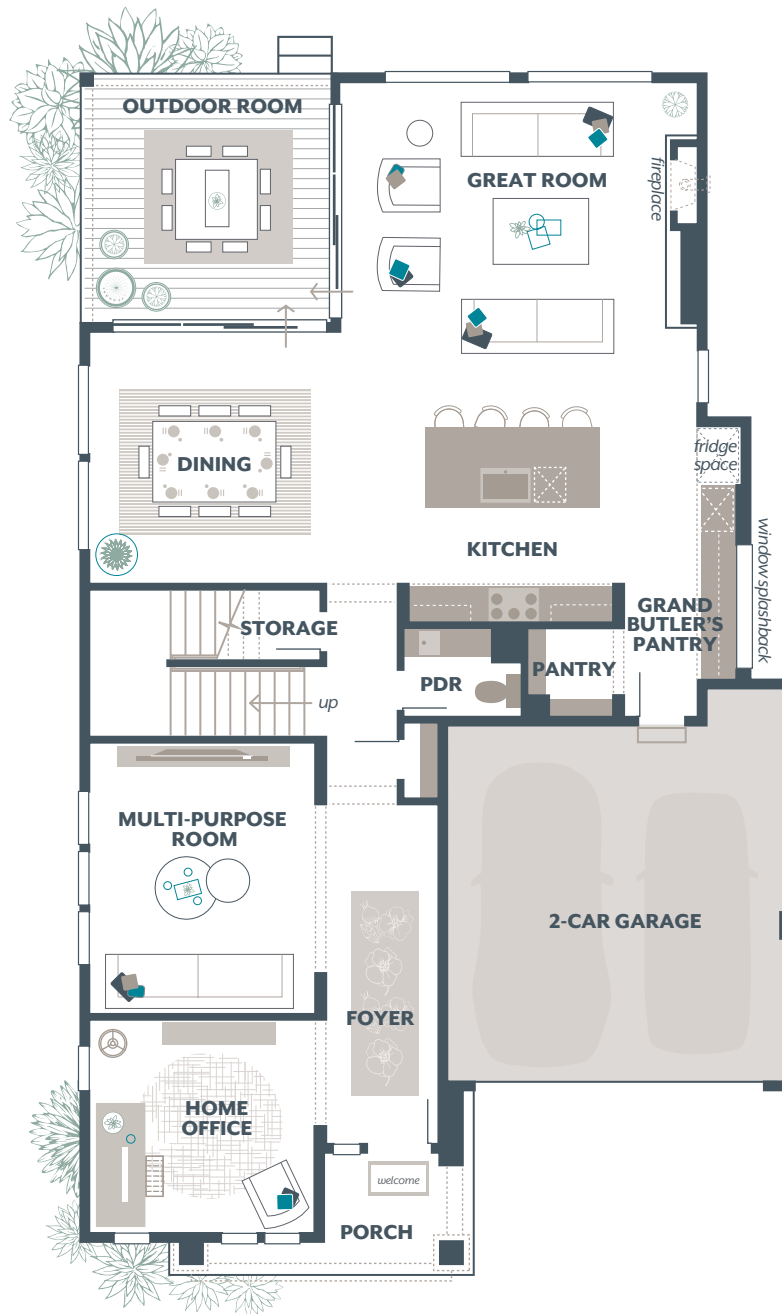 OUTDOOR ROOM
GREAT ROOM
fireplace
DINING
fridge
space
KITCHEN
window splashback
GRAND
BUTLER'S
PANTRY
STORAGE
PANTRY
PDR
up
MULTI-PURPOSE
ROOM
2-CAR GARAGE
FOYER
HOME
OFFICE
welcome
PORCH